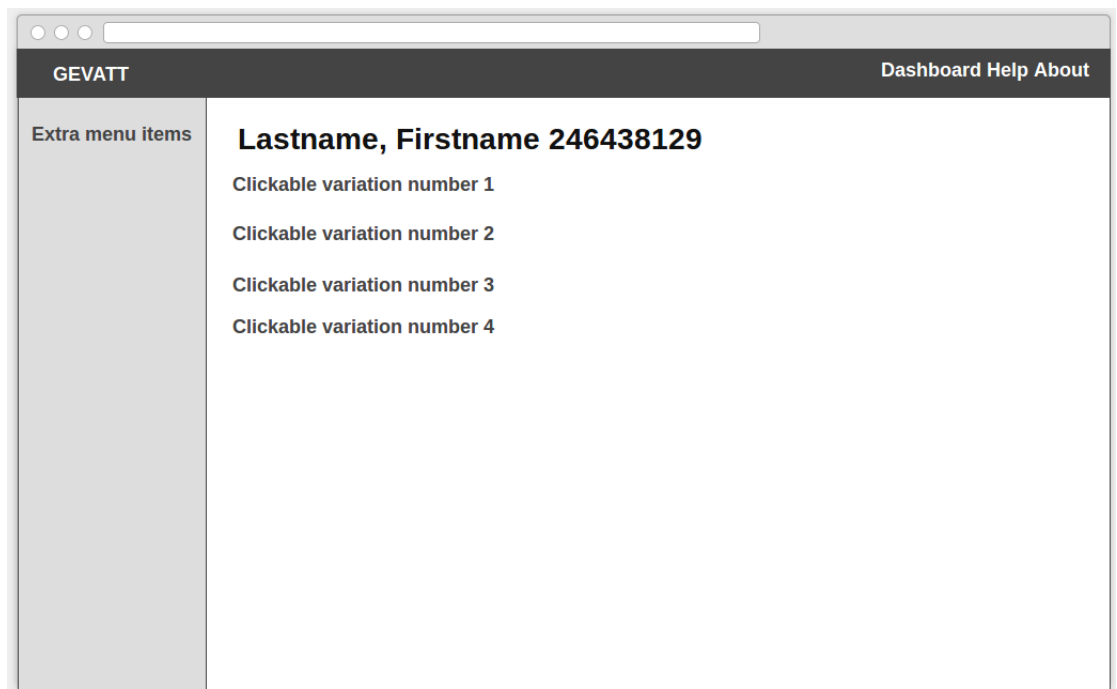 GEVATT
Dashboard Help About
Extra menu items
Lastname, Firstname 246438129
Clickable variation number 1
Clickable variation number 2
Clickable variation number 3
Clickable variation number 4